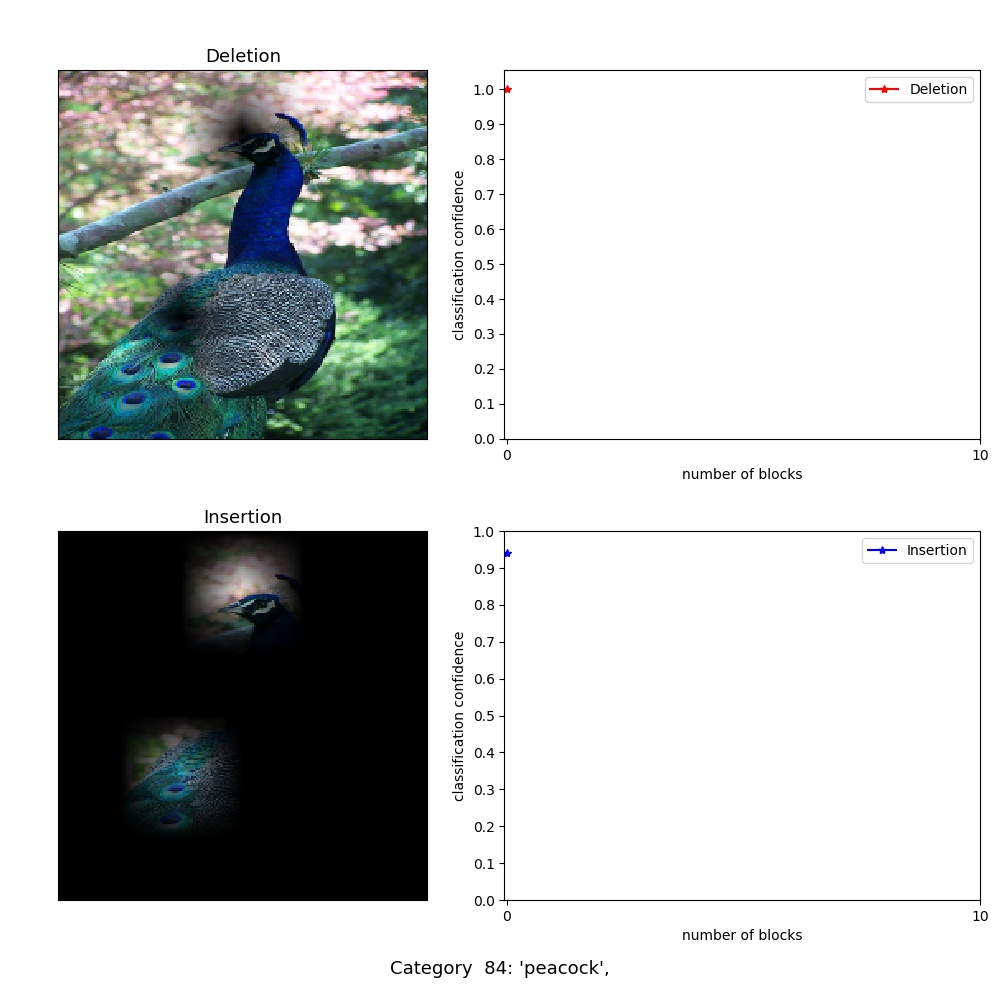 Deletion
1.0
0.9
0.8
0.7
0.6
0.5
0.4
0.3
0.2
0.1
0.0
classification confidence
Deletion
0 10
number of blocks
Insertion
1.0
0.9
0.8
0.7
0.6
0.5
0.4
0.3
0.2
0.1
0.0
classification confidence
Insertion
0 10
number of blocks
Category 84: 'peacock',